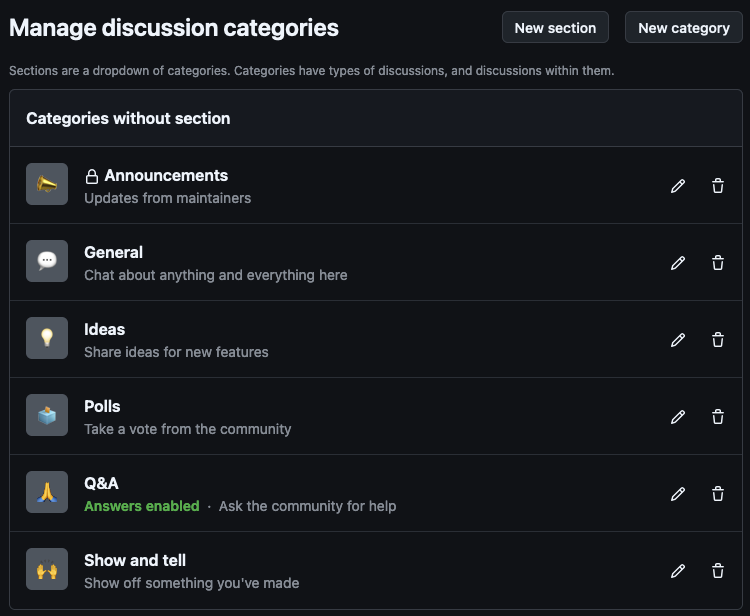 Manage discussion categories
New section
New category
Sections are a dropdown of categories. Categories have types of discussions, and discussions within them.
Categories without section
Announcements
Updates from maintainers
General
Chat about anything and everything here
Ideas
Share ideas for new features
Polls
Take a vote from the community
Q&A
Answers enabled · Ask the community for help
Show and tell
Show off something you've made